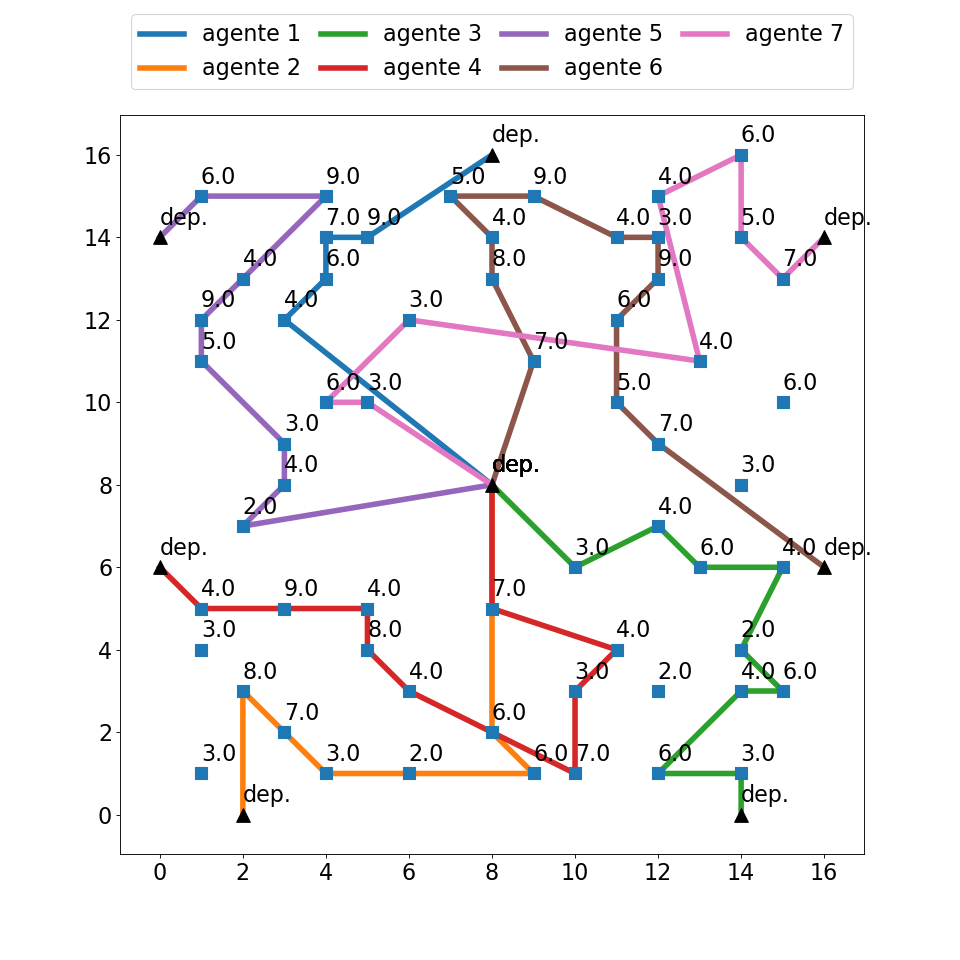 agente 1 agente 3 agente 5 agente 7
agente 2 agente 4 agente 6
dep. 6.0
6.0 9.0 5.0 9.0 4.0
dep. 7.0 9.0 4.0 4.0 3.0 5.0 dep.
4.0 6.0 8.0 9.0 7.0
9.0 4.0 3.0 6.0
5.0 7.0 4.0
6.0 3.0 5.0 6.0
3.0 7.0
4.0 dep. 3.0
2.0 4.0
dep. 3.0 6.0 4.0 dep.
4.0 9.0 4.0 7.0
3.0 8.0 4.0 2.0
8.0 4.0 3.0 2.0 4.0 6.0
7.0 6.0
3.0 3.0 2.0 6.0 7.0 6.0 3.0
dep. dep.
16
14
12
10
8
6
4
2
0
0 2 4 6 8 10 12 14 16